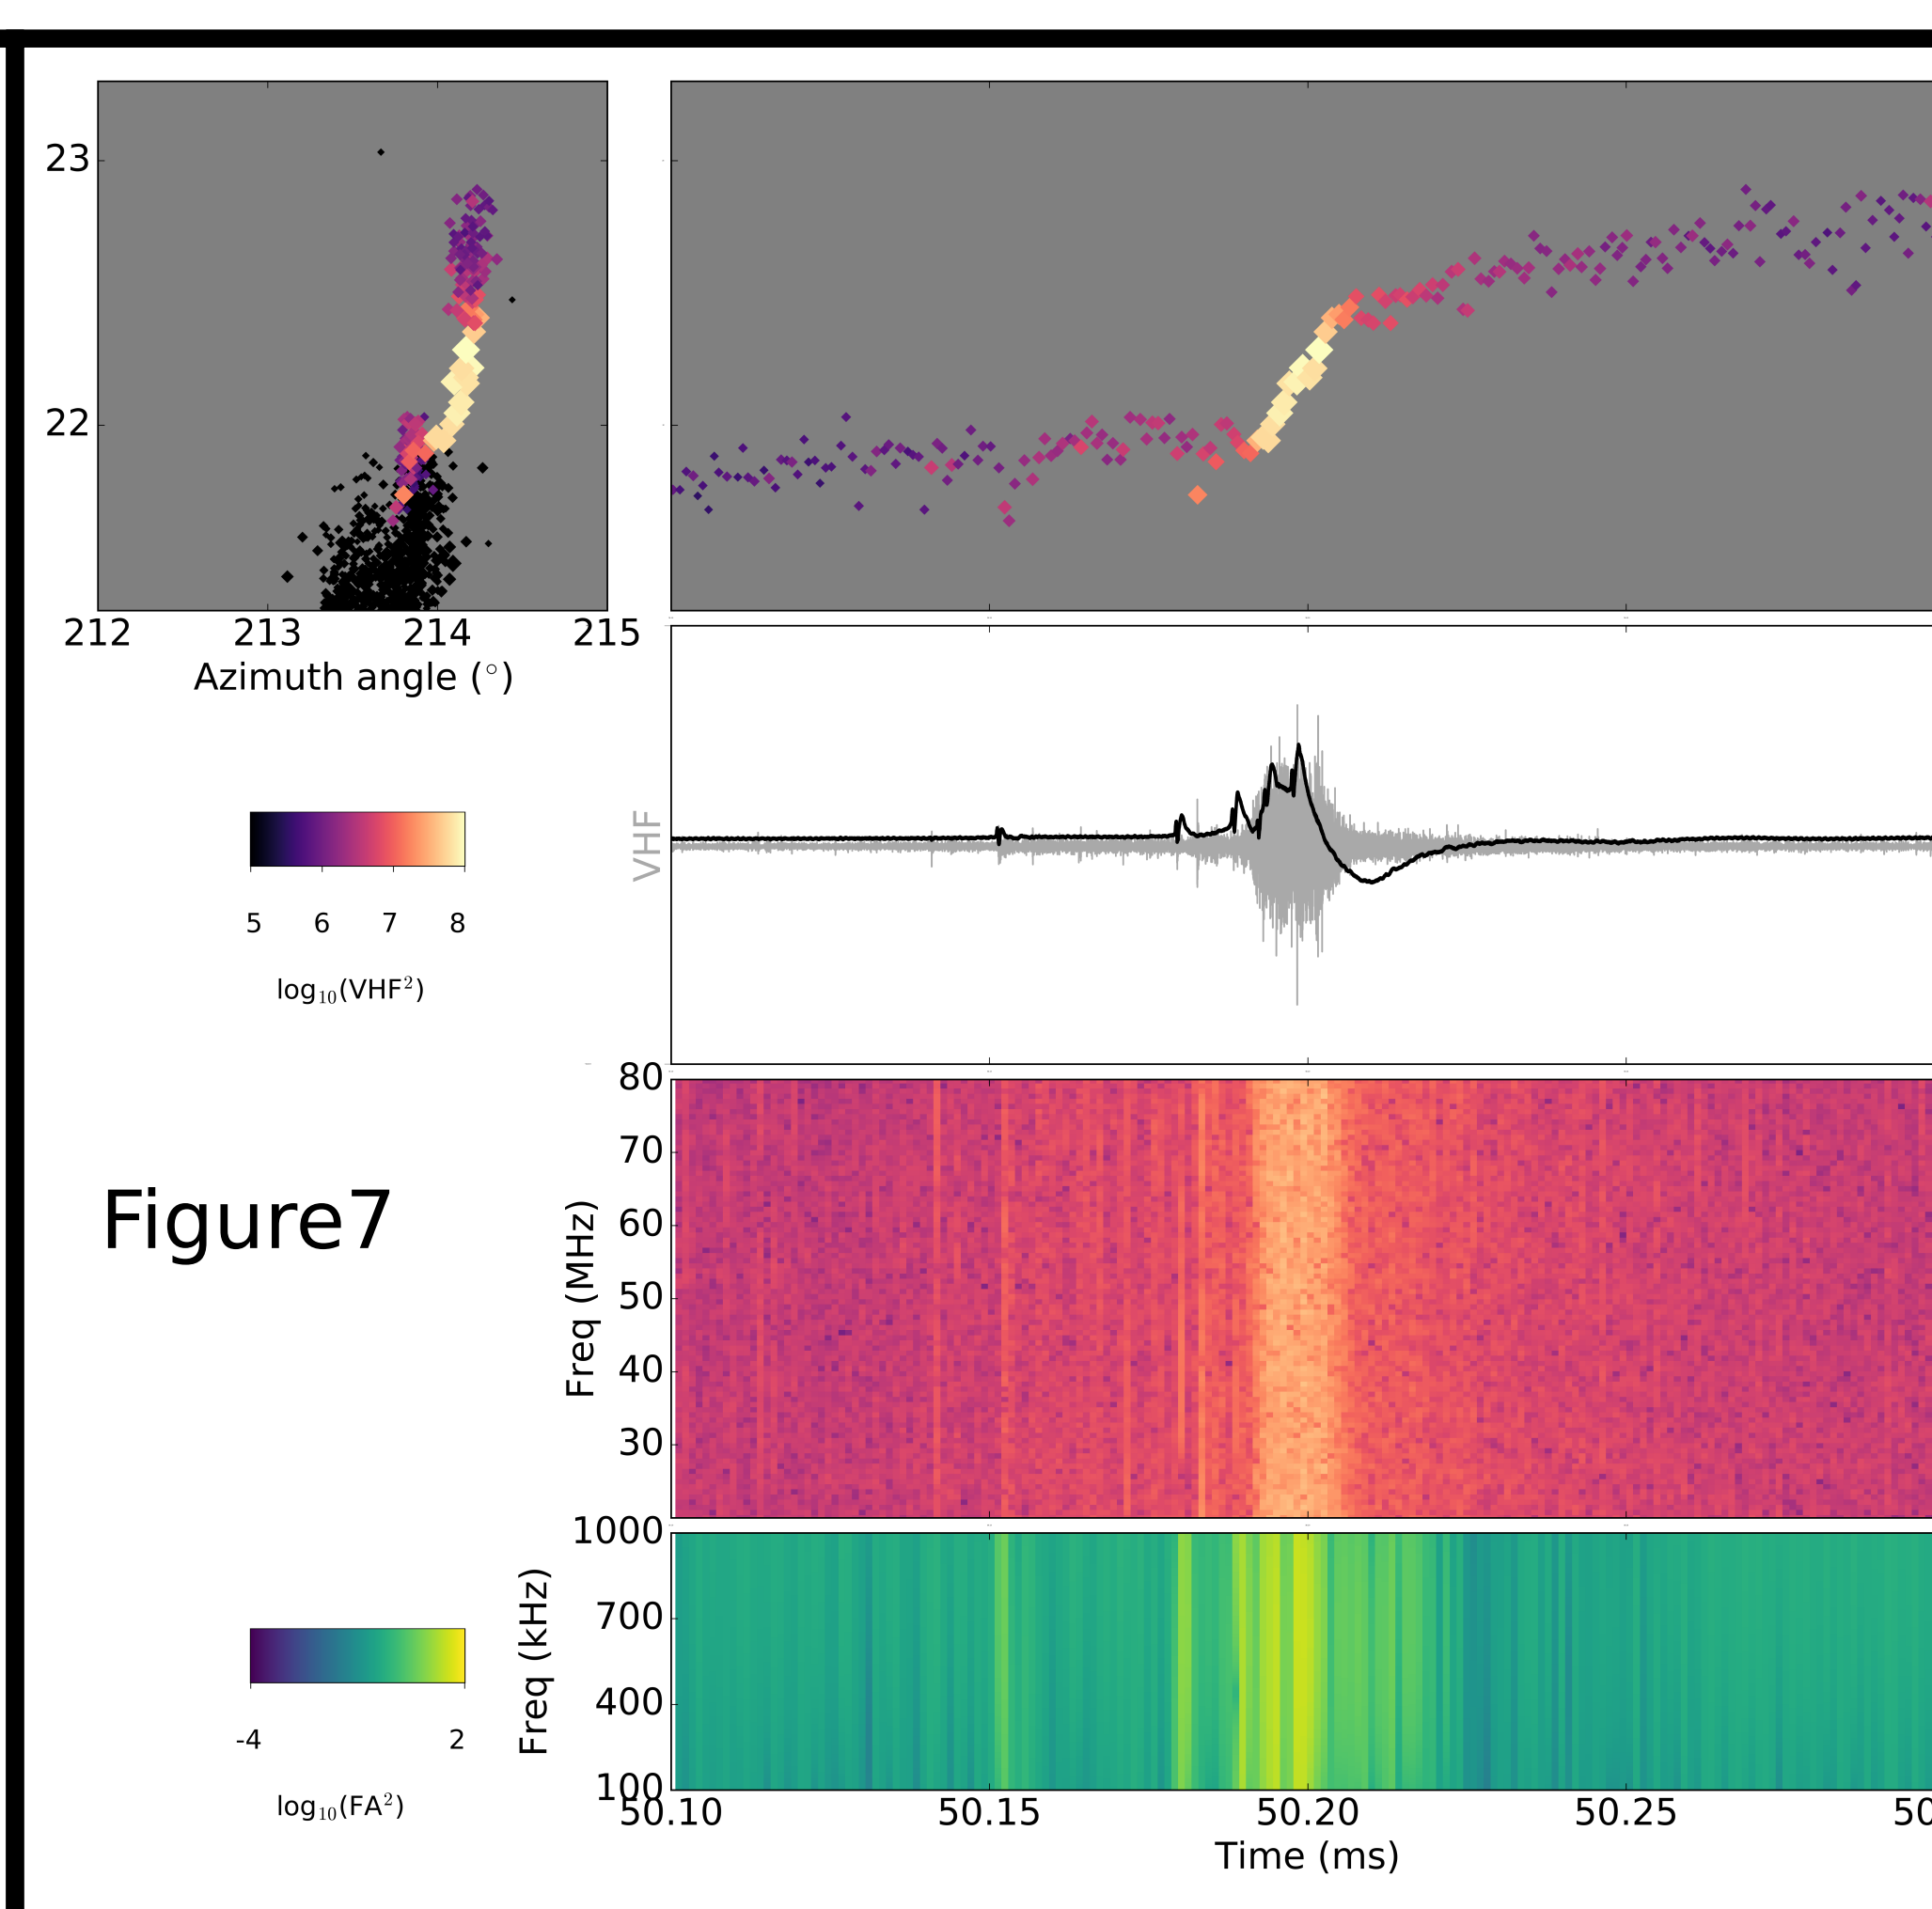 23
22
212 213 214 215
Azimuth angle (°)
VHF
5 6 7 8
log₁₀(VHF²)
Figure7
80
70
60
50
40
30
Freq (MHz)
1000
700
400
100
Freq (kHz)
-4 2
log₁₀(FA²)
50.10 50.15 50.20 50.25
Time (ms)